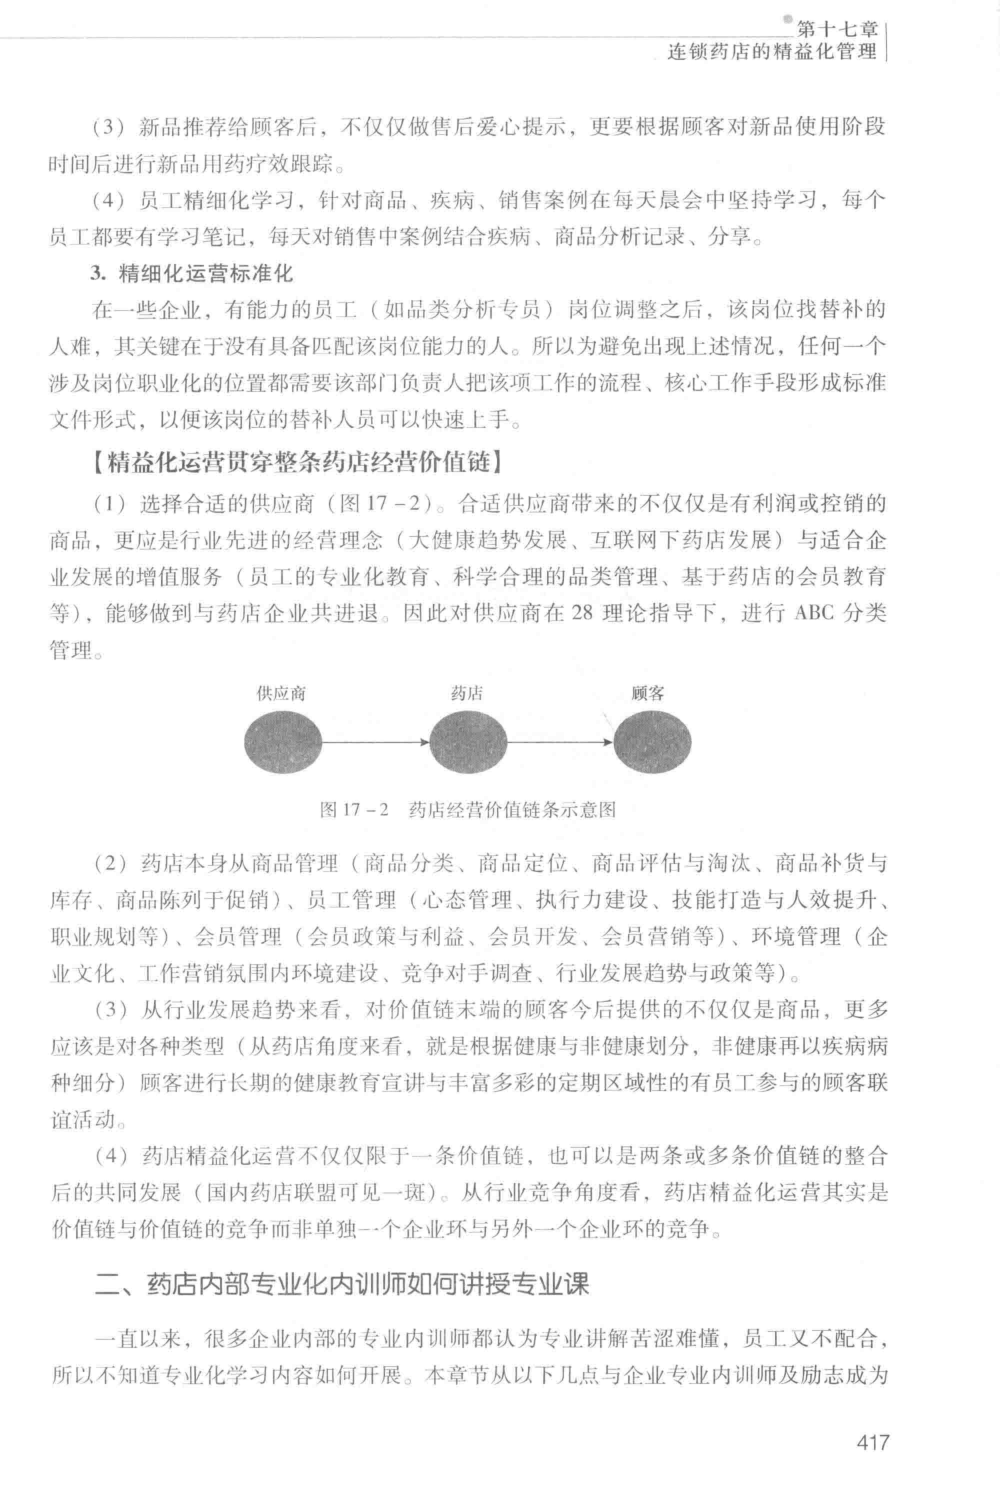 第十七章
连锁药店的精益化管理
（3）新品推荐给顾客后，不仅仅做售后爱心提示，更要根据顾客对新品使用阶段
时间后进行新品用药疗效跟踪。
（4）员工精细化学习，针对商品、疾病、销售案例在每天晨会中坚持学习，每个
员工都要有学习笔记，每天对销售中案例结合疾病、商品分析记录、分享。
3. 精细化运营标准化
在一些企业，有能力的员工（如品类分析专员）岗位调整之后，该岗位找替补的
人难，其关键在于没有具备匹配该岗位能力的人。所以为避免出现上述情况，任何一个
涉及岗位职业化的位置都需要该部门负责人把该项工作的流程、核心工作手段形成标准
文件形式，以便该岗位的替补人员可以快速上手。
【精益化运营贯穿整条药店经营价值链】
（1）选择合适的供应商（图 17－2）。合适供应商带来的不仅仅是有利润或控销的
商品，更应是行业先进的经营理念（大健康趋势发展、互联网下药店发展）与适合企
业发展的增值服务（员工的专业化教育、科学合理的品类管理、基于药店的会员教育
等），能够做到与药店企业共进退。因此对供应商在 28 理论指导下，进行 ABC 分类
管理。
供应商 药店 顾客
图 17－2 药店经营价值链条示意图
（2）药店本身从商品管理（商品分类、商品定位、商品评估与淘汰、商品补货与
库存、商品陈列于促销）、员工管理（心态管理、执行力建设、技能打造与人效提升、
职业规划等）、会员管理（会员政策与利益、会员开发、会员营销等）、环境管理（企
业文化、工作营销氛围内环境建设、竞争对手调查、行业发展趋势与政策等）。
（3）从行业发展趋势来看，对价值链末端的顾客今后提供的不仅仅是商品，更多
应该是对各种类型（从药店角度来看，就是根据健康与非健康划分，非健康再以疾病病
种细分）顾客进行长期的健康教育宣讲与丰富多彩的定期区域性的有员工参与的顾客联
谊活动。
（4）药店精益化运营不仅仅限于一条价值链，也可以是两条或多条价值链的整合
后的共同发展（国内药店联盟可见一斑）。从行业竞争角度看，药店精益化运营其实是
价值链与价值链的竞争而非单独一个企业环与另外一个企业环的竞争。
二、药店内部专业化内训师如何讲授专业课
一直以来，很多企业内部的专业内训师都认为专业讲解苦涩难懂，员工又不配合，
所以不知道专业化学习内容如何开展。本章节从以下几点与企业专业内训师及励志成为
417